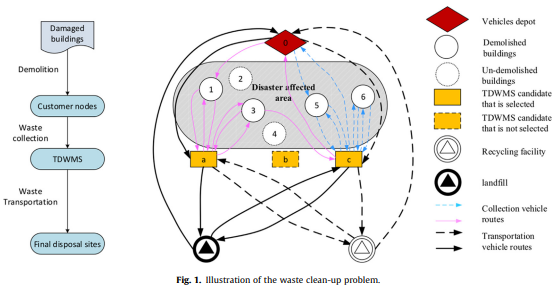 Damaged
buildings
Demolition
Customer nodes
Waste
collection
TDWMS
Waste
Transportation
Final disposal sites
0
Disaster affected
area
1
2
3
4
5
6
a
b
c
Vehicles depot
Demolished
buildings
Un-demolished
buildings
TDWMS candidate
that is selected
TDWMS candidate
that is not selected
Recycling facility
landfill
Collection vehicle
routes
Transportation
vehicle routes
Fig. 1. Illustration of the waste clean-up problem.